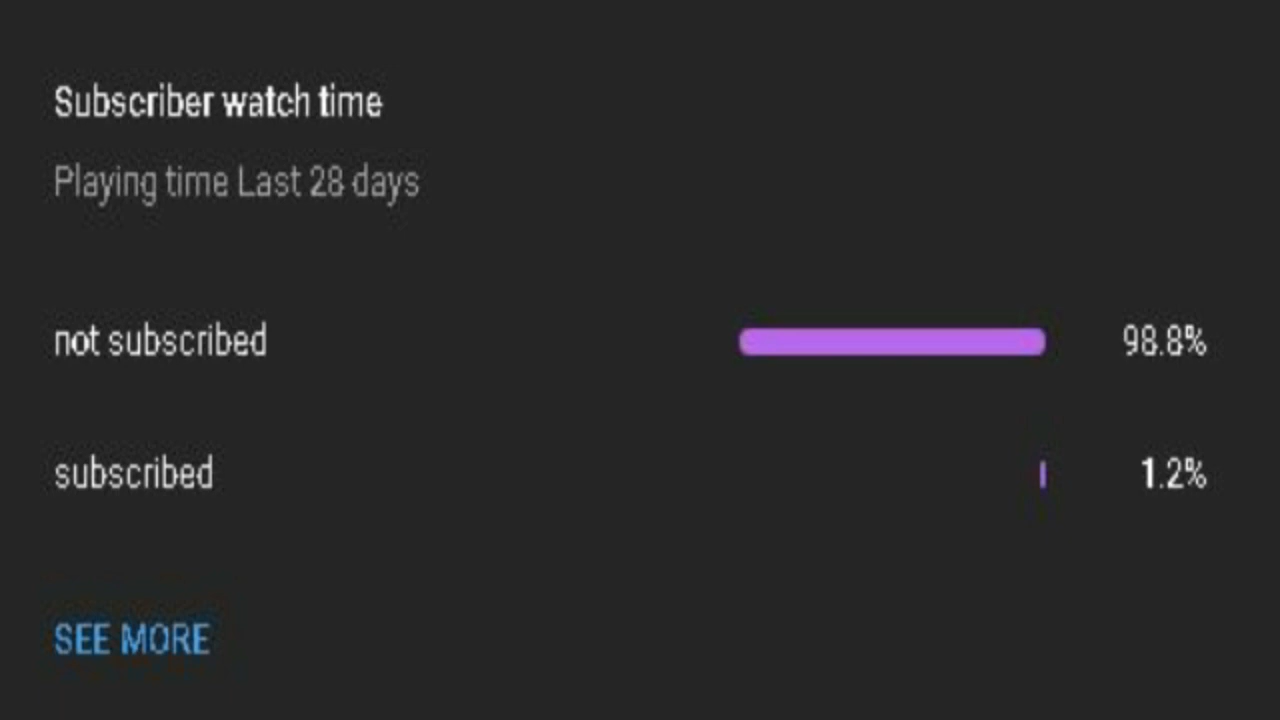 Subscriber watch time
Playing time Last 28 days
not subscribed 98.8%
subscribed 1.2%
SEE MORE